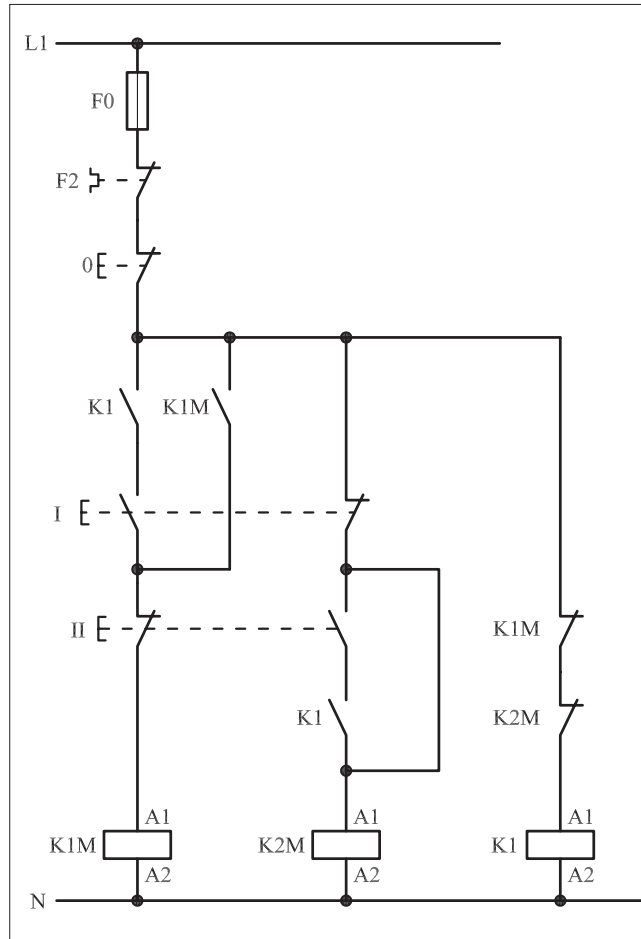 L1
F0
F2
0
K1 K1M
I
II K1M
K1 K2M
A1 A1 A1
K1M K2M K1
A2 A2 A2
N